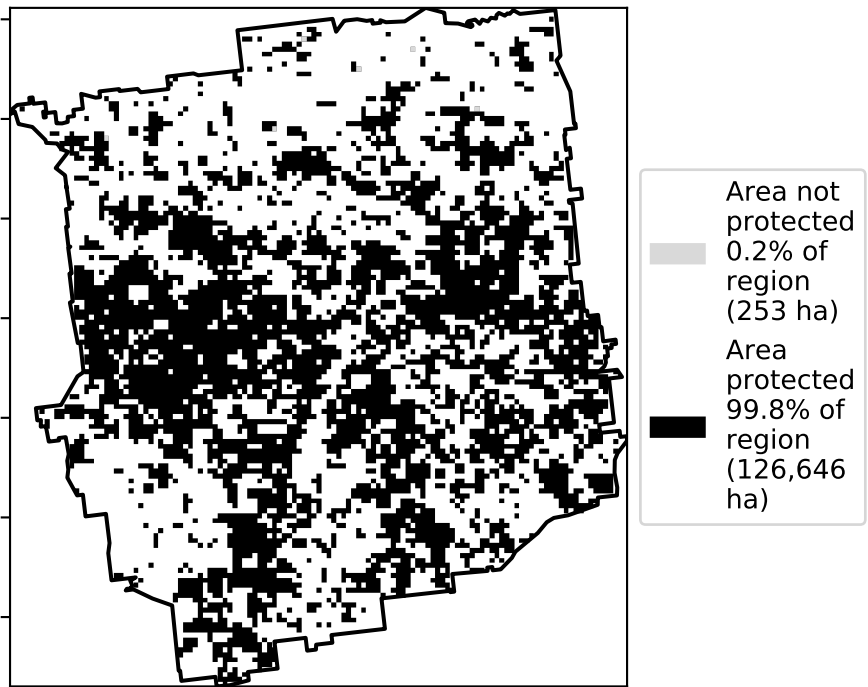 Area not
protected
0.2% of
region
(253 ha)
Area
protected
99.8% of
region
(126,646
ha)